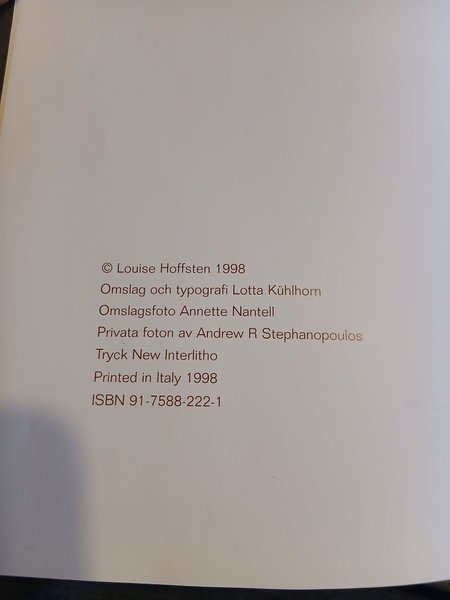 © Louise Hoffsten 1998
Omslag och typografi Lotta Kühlhorn
Omslagsfoto Annette Nantell
Privata foton av Andrew R Stephanopoulos
Tryck New Interlitho
Printed in Italy 1998
ISBN 91-7588-222-1